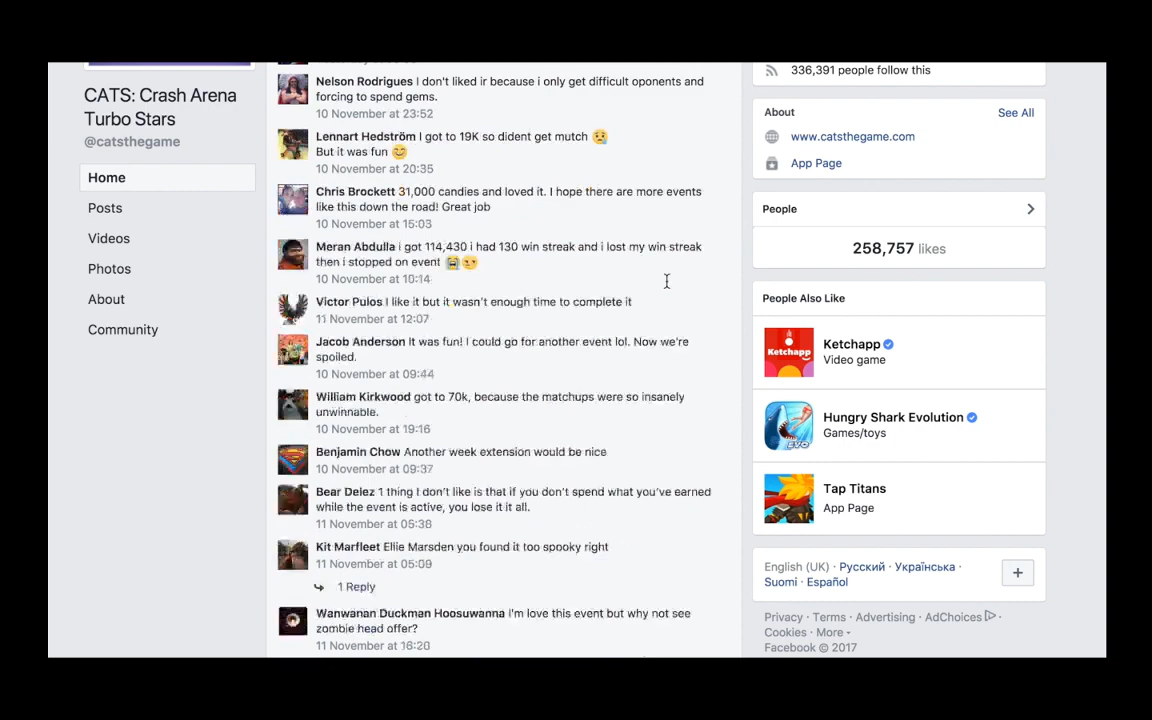 CATS: Crash Arena
Turbo Stars
@catsthegame
Home
Posts
Videos
Photos
About
Community
Nelson Rodrigues I don't liked ir because i only get difficult oponents and
forcing to spend gems.
10 November at 23:52
Lennart Hedström I got to 19K so dident get mutch 😢
But it was fun 😊
10 November at 20:35
Chris Brockett 31,000 candies and loved it. I hope there are more events
like this down the road! Great job
10 November at 15:03
Meran Abdulla i got 114,430 i had 130 win streak and i lost my win streak
then i stopped on event
10 November at 10:14
Victor Puios I like it but it wasn't enough time to complete it
11 November at 12:07
Jacob Anderson It was fun! I could go for another event lol. Now we're
spoiled.
10 November at 09:44
William Kirkwood got to 70k, because the matchups were so insanely
unwinnable.
10 November at 19:16
Benjamin Chow Another week extension would be nice
10 November at 09:37
Bear Delez 1 thing I don't like is that if you don't spend what you've earned
while the event is active, you lose it it all.
11 November at 05:38
Kit Marfleet Ellie Marsden you found it too spooky right
11 November at 05:09
1 Reply
Wanwanan Duckman Hoosuwanna I'm love this event but why not see
zombie head offer?
11 November at 16:20
336,391 people follow this
About
See All
www.catsthegame.com
App Page
People
258,757 likes
People Also Like
Ketchapp
Ketchapp
Video game
EVO
Hungry Shark Evolution
Games/toys
Tap Titans
App Page
English (UK) · Русский · Українська ·
Suomi · Español
+
Privacy · Terms · Advertising · AdChoices ·
Cookies · More
Facebook © 2017